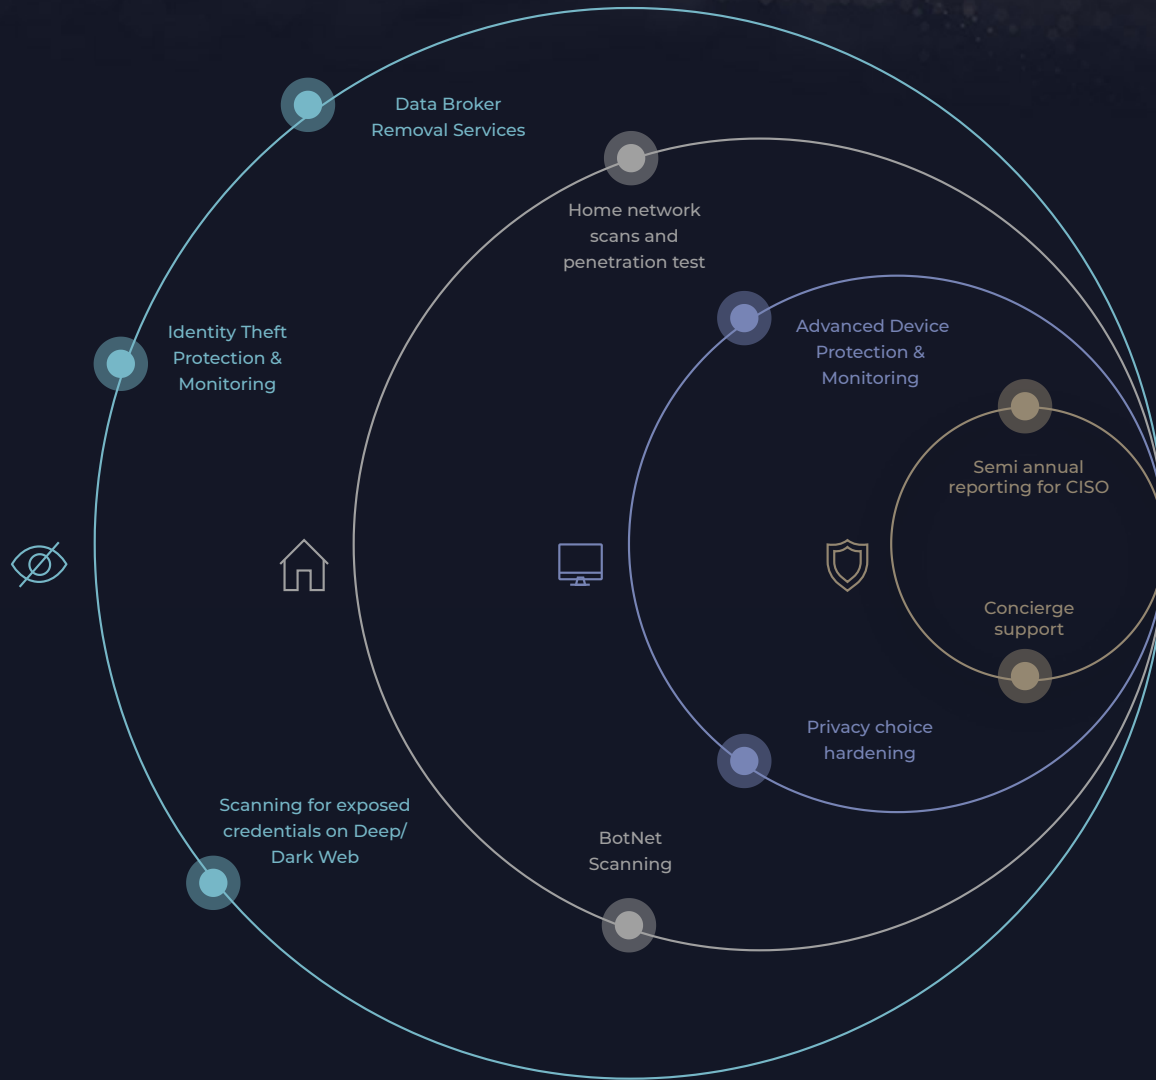 Data Broker
Removal Services
Home network
scans and
penetration test
Identity Theft
Protection &
Monitoring
Advanced Device
Protection &
Monitoring
Semi annual
reporting for CISO
Concierge
support
Privacy choice
hardening
Scanning for exposed
credentials on Deep/
Dark Web
BotNet
Scanning